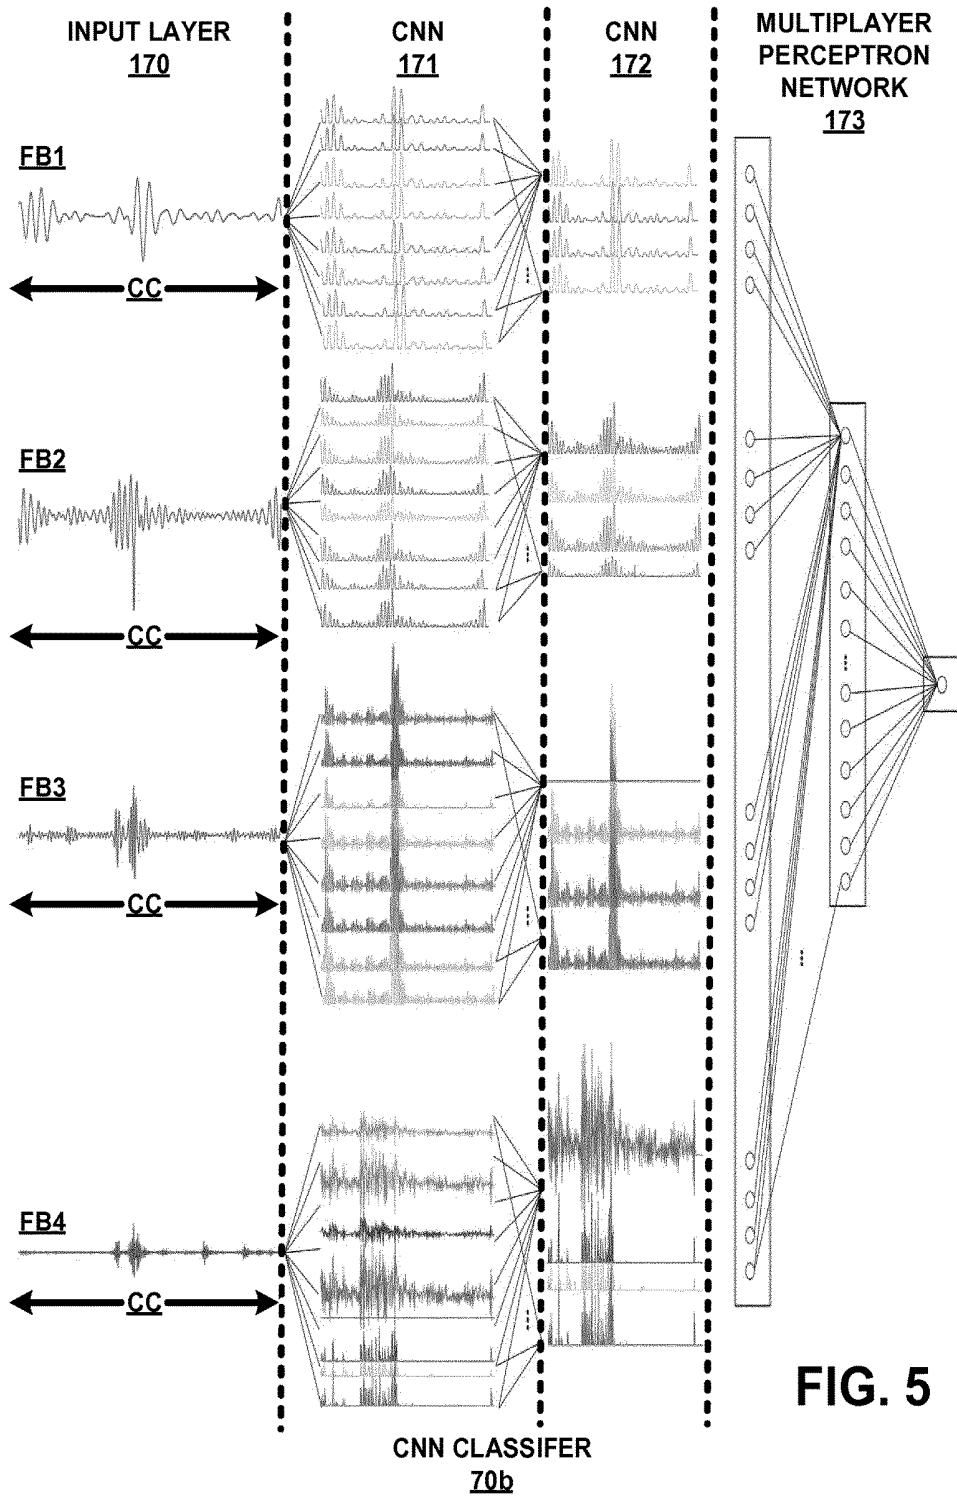 INPUT LAYER
170
CNN
171
CNN
172
MULTIPLAYER
PERCEPTRON
NETWORK
173
FB1
CC
FB2
CC
FB3
CC
FB4
CC
FIG. 5
CNN CLASSIFER
70b